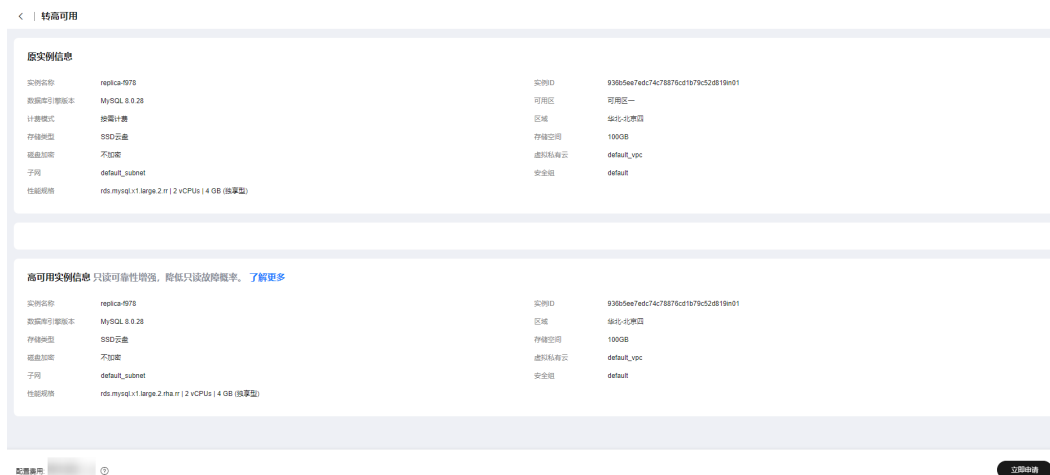 转高可用
原实例信息
实例名称 replica-f978 实例ID 936b5ee7edc74c78876cd1b79c52d819in01
数据库引擎版本 MySQL 8.0.28 可用区 可用区一
计费模式 按需计费 区域 华北-北京四
存储类型 SSD云盘 存储空间 100GB
磁盘加密 不加密 虚拟私有云 default_vpc
子网 default_subnet 安全组 default
性能规格 rds.mysql.x1.large.2.rr | 2 vCPUs | 4 GB (独享型)
高可用实例信息 只读可靠性增强，降低只读故障概率。 了解更多
实例名称 replica-f978 实例ID 936b5ee7edc74c78876cd1b79c52d819in01
数据库引擎版本 MySQL 8.0.28 区域 华北-北京四
存储类型 SSD云盘 存储空间 100GB
磁盘加密 不加密 虚拟私有云 default_vpc
子网 default_subnet 安全组 default
性能规格 rds.mysql.x1.large.2.rha.rr | 2 vCPUs | 4 GB (独享型)
配置费用 立即申请